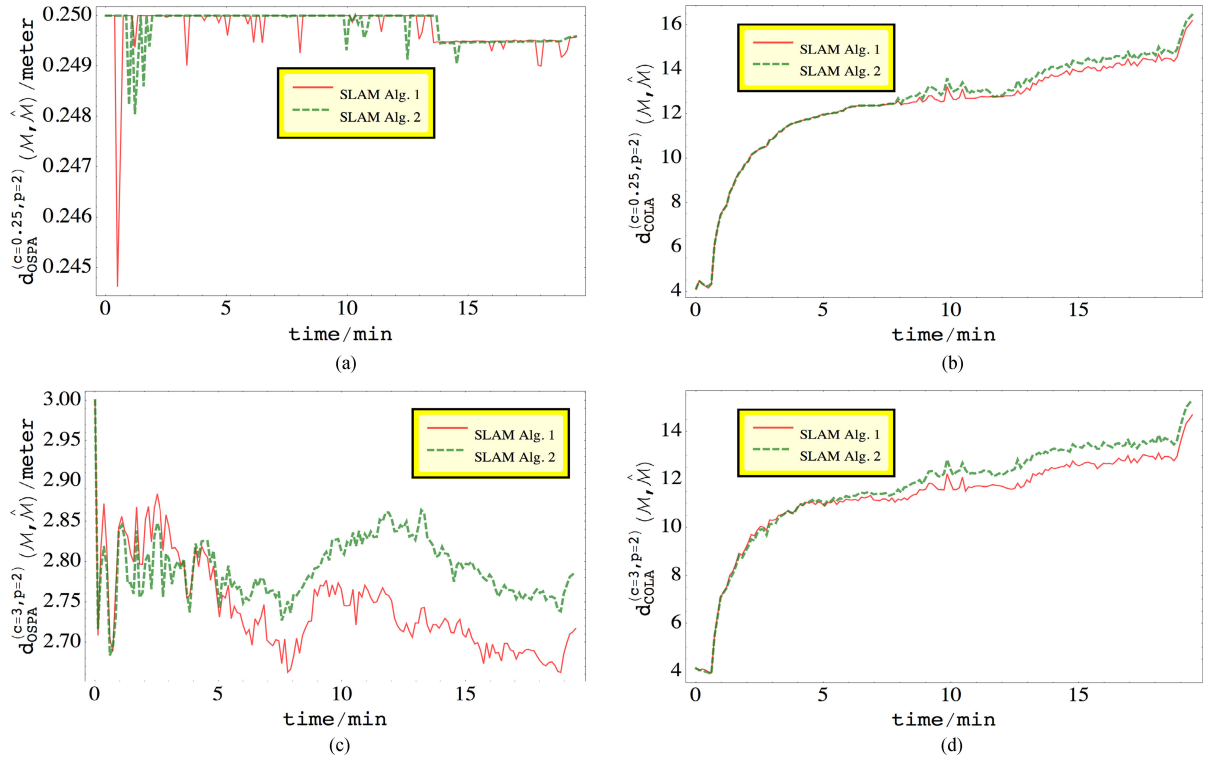 d_OSPA^(c=0.25,p=2) (ℳ,ℳ̂) /meter
0.250
0.249
0.248
0.247
0.246
0.245
SLAM Alg. 1
SLAM Alg. 2
0 5 10 15
time/min
(a)
d_COLA^(c=0.25,p=2) (ℳ,ℳ̂)
16
14
12
10
8
6
4
SLAM Alg. 1
SLAM Alg. 2
0 5 10 15
time/min
(b)
d_OSPA^(c=3,p=2) (ℳ,ℳ̂) /meter
3.00
2.95
2.90
2.85
2.80
2.75
2.70
SLAM Alg. 1
SLAM Alg. 2
0 5 10 15
time/min
(c)
d_COLA^(c=3,p=2) (ℳ,ℳ̂)
14
12
10
8
6
4
SLAM Alg. 1
SLAM Alg. 2
0 5 10 15
time/min
(d)